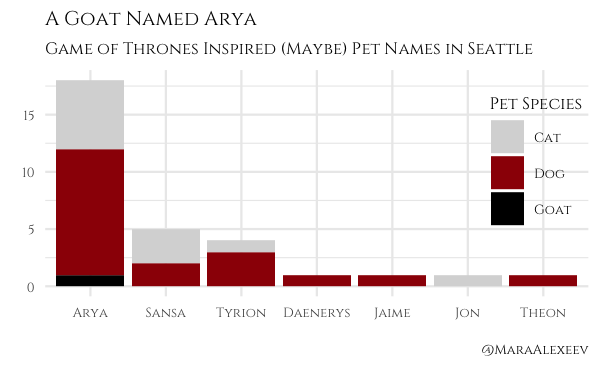 A Goat Named Arya
Game of Thrones Inspired (Maybe) Pet Names in Seattle
15
10
5
0
Pet Species
Cat
Dog
Goat
Arya Sansa Tyrion Daenerys Jaime Jon Theon
@MaraAlexeev